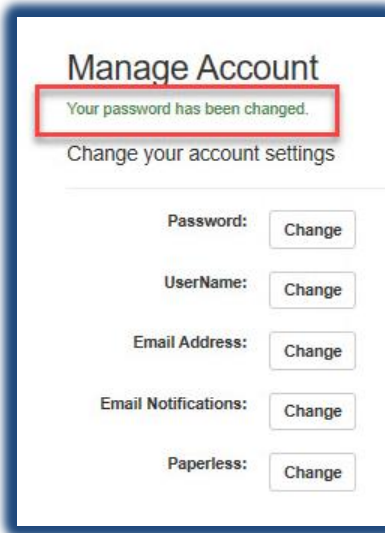 Manage Account
Your password has been changed.
Change your account settings
Password: Change
UserName: Change
Email Address: Change
Email Notifications: Change
Paperless: Change